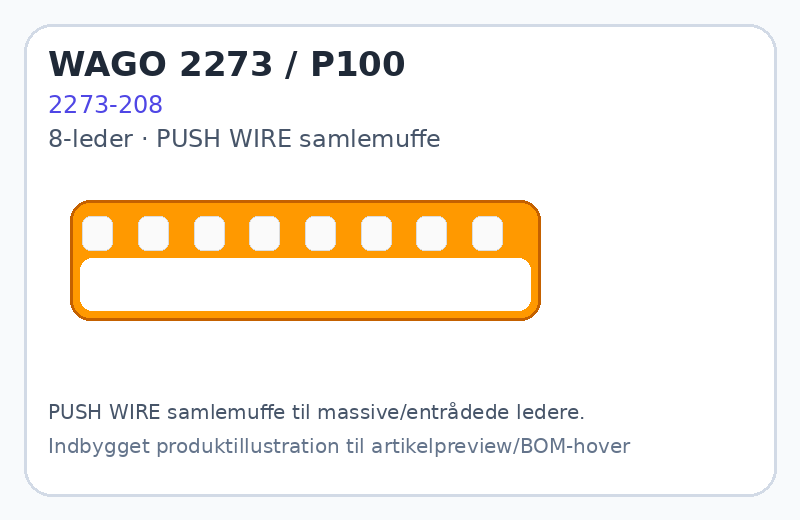 WAGO 2273 / P100
2273-208
8-leder · PUSH WIRE samlemuffe
PUSH WIRE samlemuffe til massive/entrådede ledere.
Indbygget produktillustration til artikelpreview/BOM-hover